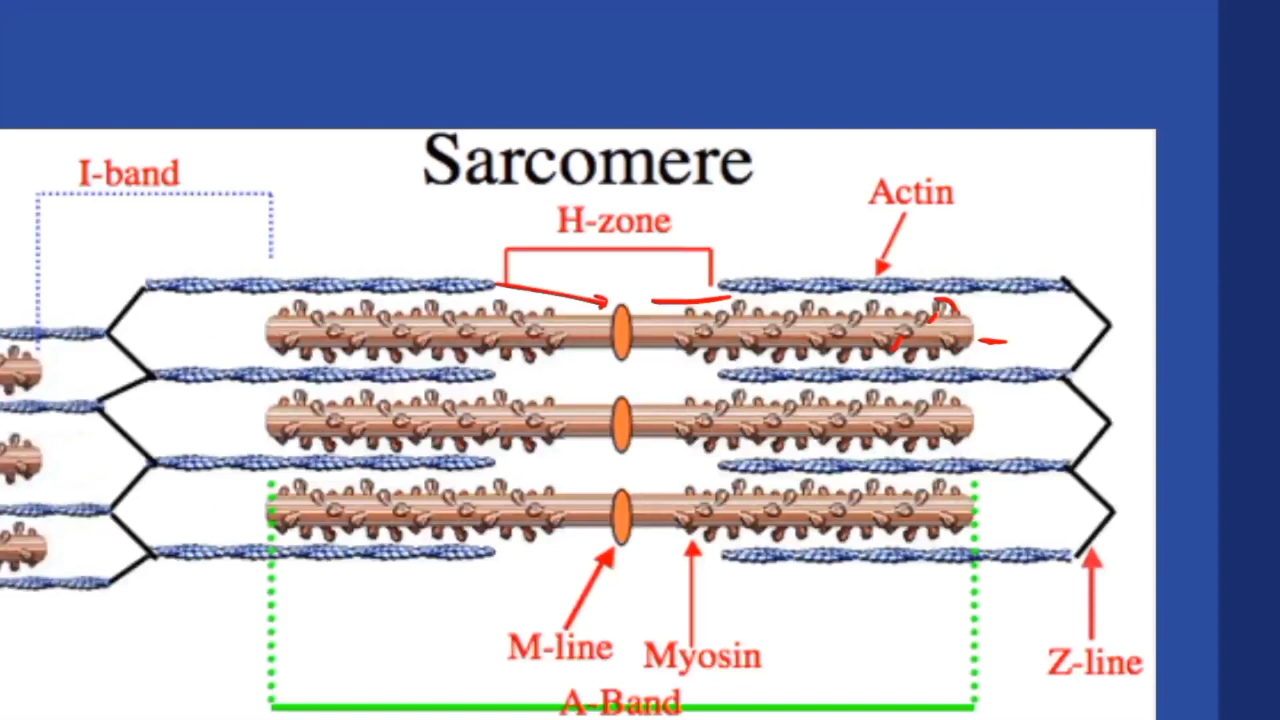 Sarcomere
I-band
H-zone
Actin
M-line
Myosin
Z-line
A-Band